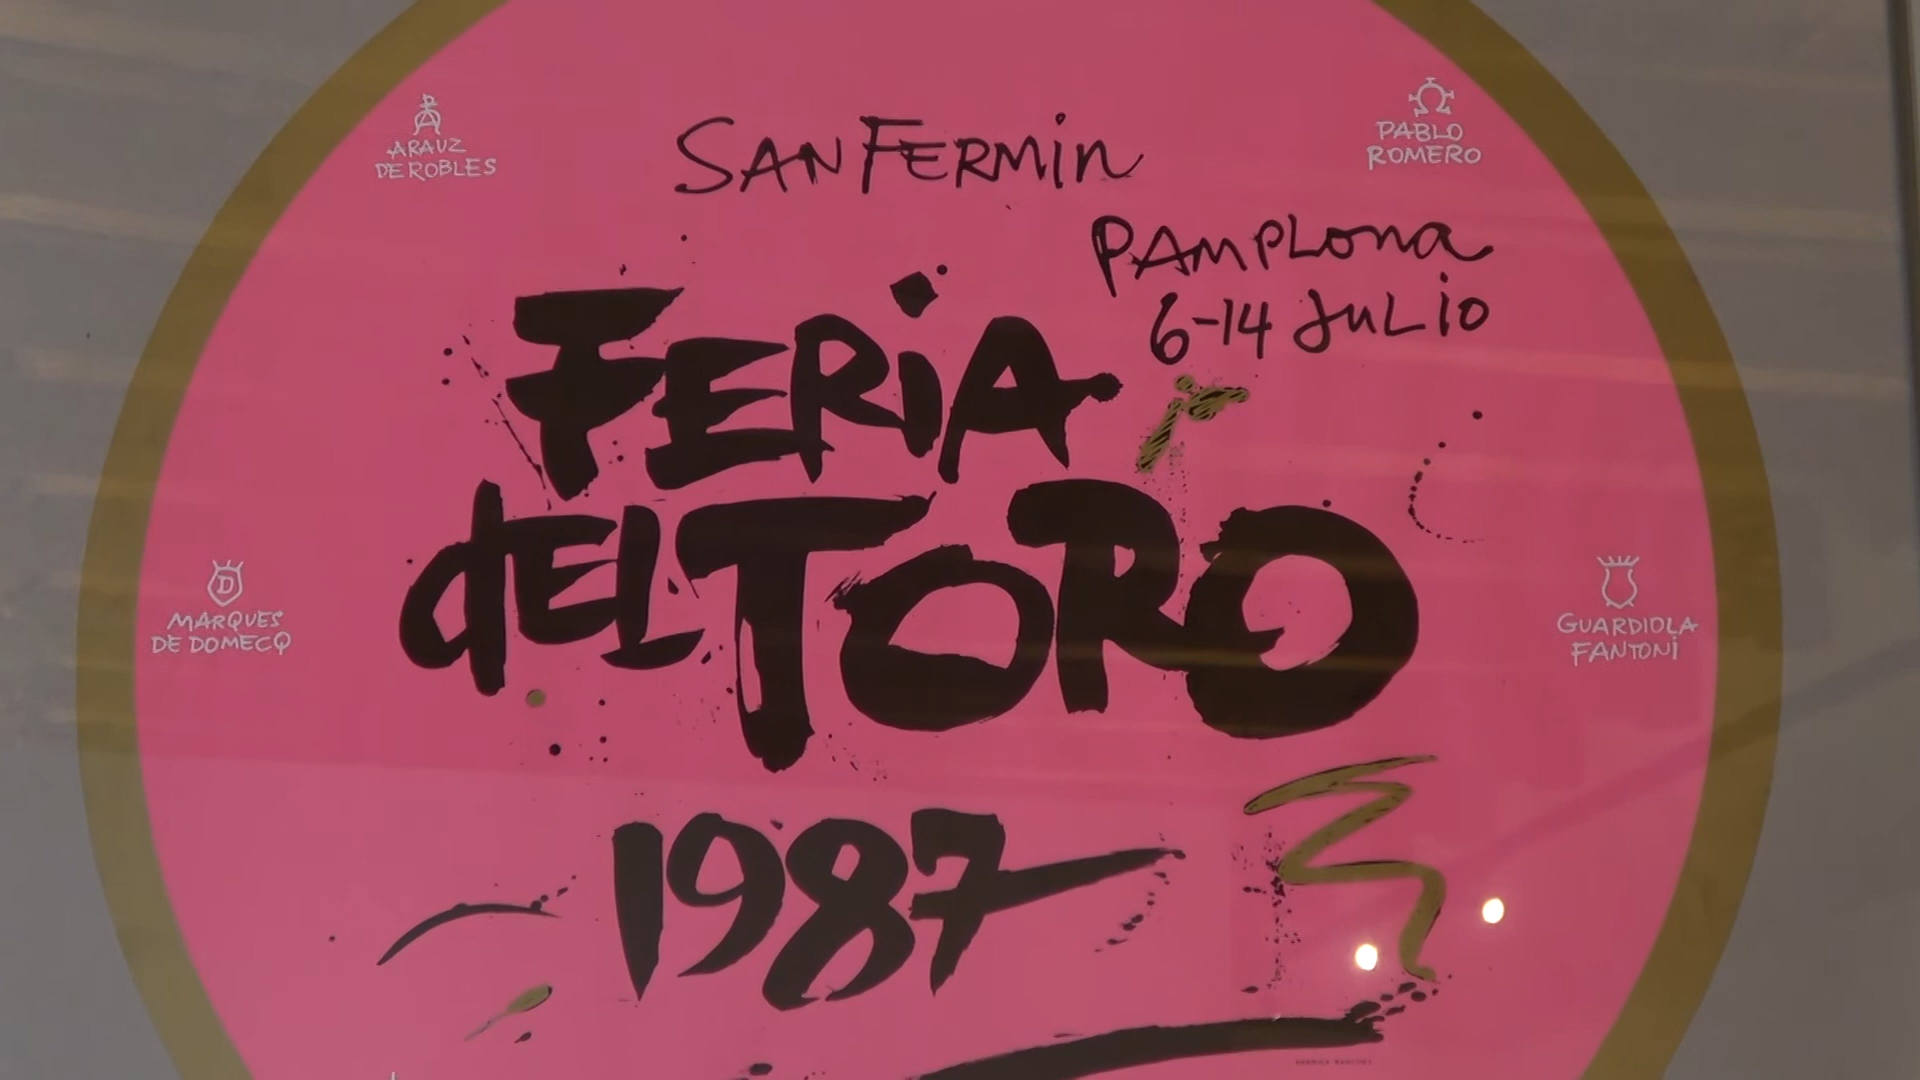 ARAUZ
DE ROBLES
SAN FERMIN
PABLO
ROMERO
PAMPLONA
6-14 JULIO
FERIA
DEL TORO
MARQUES
DE DOMECQ
D
GUARDIOLA
FANTONI
1987